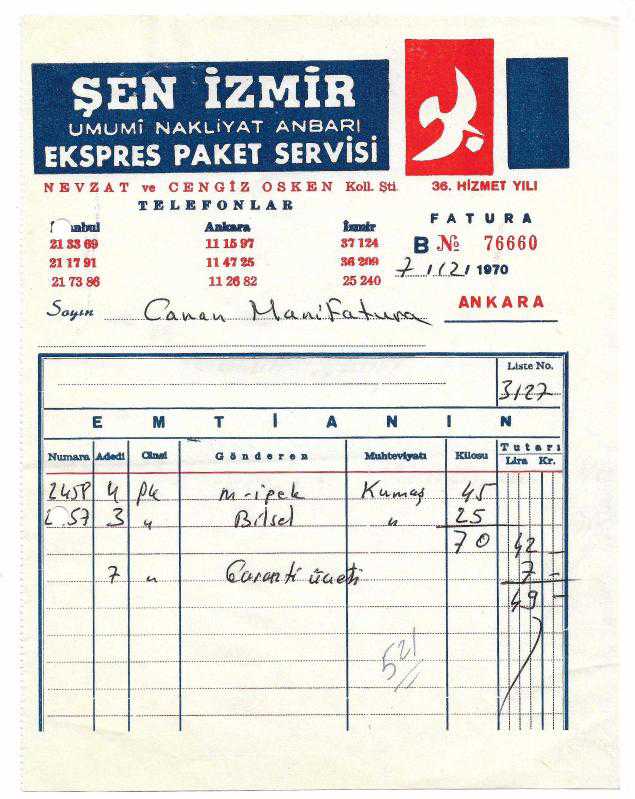 ŞEN İZMİR
UMUMÎ NAKLİYAT ANBARI
EKSPRES PAKET SERVİSİ
NEVZAT ve CENGİZ OSKEN Koll. Şti. 36. HİZMET YILI
TELEFONLAR
Ankara İzmir
21 33 69 11 15 97 37 124
21 17 91 11 47 25 36 209
21 73 86 11 26 82 25 240
FATURA
B № 76660
7/12/1970
ANKARA
Sayın Canan Manifatura
Liste No.
3127
EMTİANIN
Numara Adedi Cinsi Gönderen Muhteviyatı Kilosu Tutarı
Lira Kr.
2458 4 pk m-ipek Kumaş 45
57 3 " Bilsel " 25
70 42 —
7 " Garanti ücreti 7 —
49 —
521